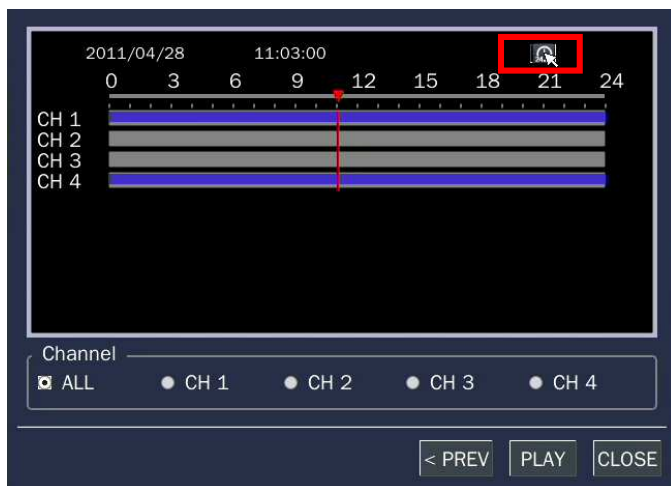 2011/04/28 11:03:00
0 3 6 9 12 15 18 21 24
CH 1
CH 2
CH 3
CH 4
Channel
ALL CH 1 CH 2 CH 3 CH 4
< PREV PLAY CLOSE